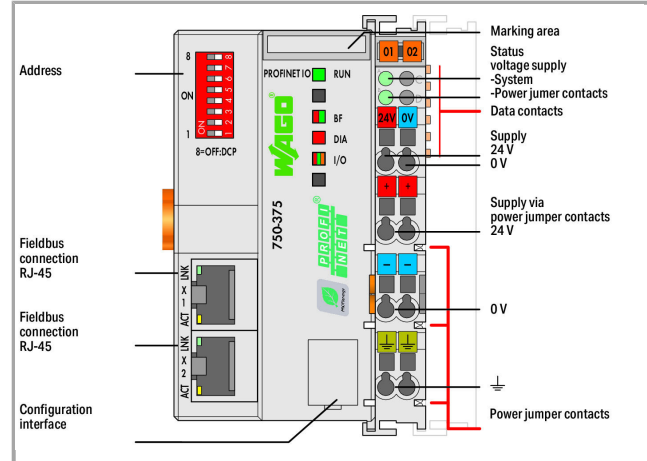 Address
8
ON
1
8
7
6
5
4
3
2
1
ON
8=OFF:DCP
PROFINET IO
RUN
BF
DIA
I/O
WAGO
750-375
PROFI
NET
®
01 02
24V 0V
+ +
− −
Marking area
Status
voltage supply
-System
-Power jumer contacts
Data contacts
Supply
24 V
0 V
Supply via
power jumper contacts
24 V
0 V
Power jumper contacts
Fieldbus
connection
RJ-45
LNK
X
1
ACT
Fieldbus
connection
RJ-45
LNK
X
2
ACT
Configuration
interface